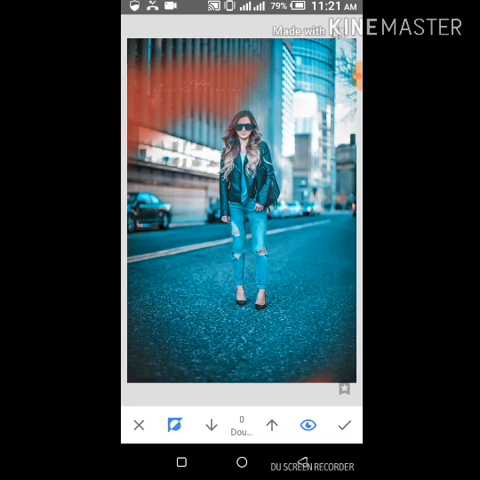 79% 11:21 AM
Made with KINEMASTER
0
Dou...
DU SCREEN RECORDER